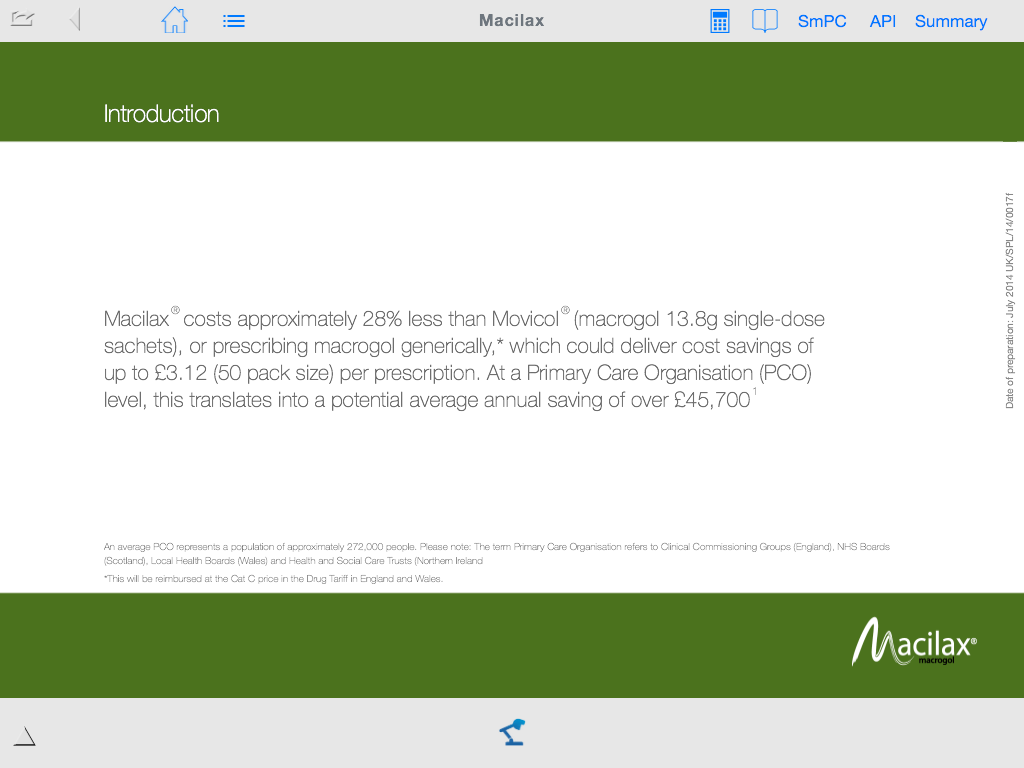 Macilax
SmPC API Summary
Introduction
Macilax® costs approximately 28% less than Movicol® (macrogol 13.8g single-dose
sachets), or prescribing macrogol generically,* which could deliver cost savings of
up to £3.12 (50 pack size) per prescription. At a Primary Care Organisation (PCO)
level, this translates into a potential average annual saving of over £45,700¹
Date of preparation: July 2014 UK/SPL/14/0017f
An average PCO represents a population of approximately 272,000 people. Please note: The term Primary Care Organisation refers to Clinical Commissioning Groups (England), NHS Boards
(Scotland), Local Health Boards (Wales) and Health and Social Care Trusts (Northern Ireland
*This will be reimbursed at the Cat C price in the Drug Tariff in England and Wales.
Macilax®
macrogol